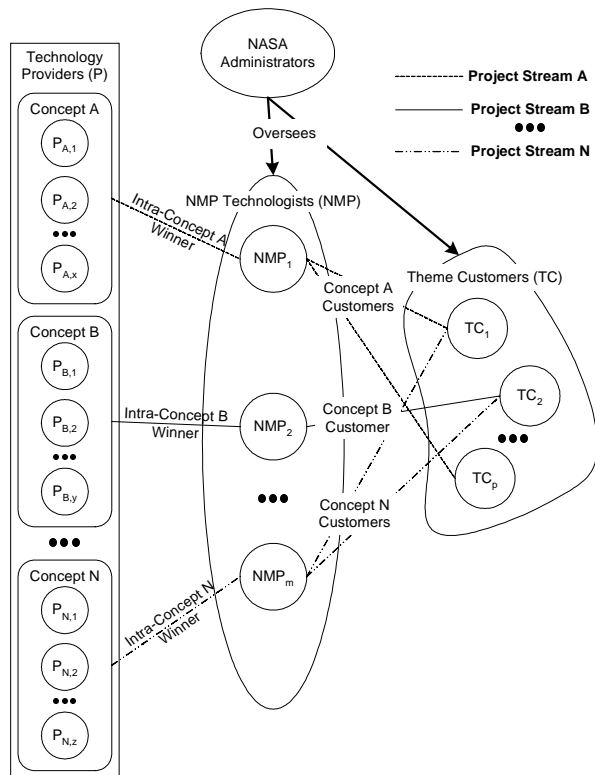 Technology
Providers (P)
Concept A
P A,1
P A,2
P A,x
Concept B
P B,1
P B,2
P B,y
Concept N
P N,1
P N,2
P N,z
NASA
Administrators
Oversees
NMP Technologists (NMP)
Intra-Concept A
Winner
NMP 1
Intra-Concept B
Winner
NMP 2
Intra-Concept N
Winner
NMP m
Concept A
Customers
Concept B
Customer
Concept N
Customers
Theme Customers (TC)
TC 1
TC 2
TC p
Project Stream A
Project Stream B
Project Stream N